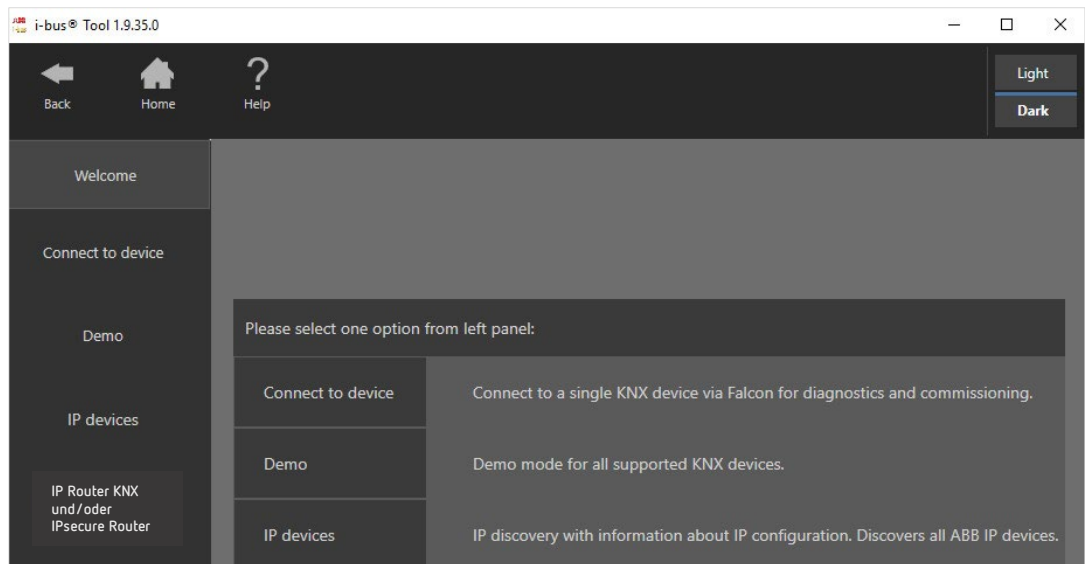 i-bus® Tool 1.9.35.0
Back
Home
Help
Light
Dark
Welcome
Connect to device
Demo
IP devices
IP Router KNX
und/oder
IPsecure Router
Please select one option from left panel:
Connect to device
Connect to a single KNX device via Falcon for diagnostics and commissioning.
Demo
Demo mode for all supported KNX devices.
IP devices
IP discovery with information about IP configuration. Discovers all ABB IP devices.